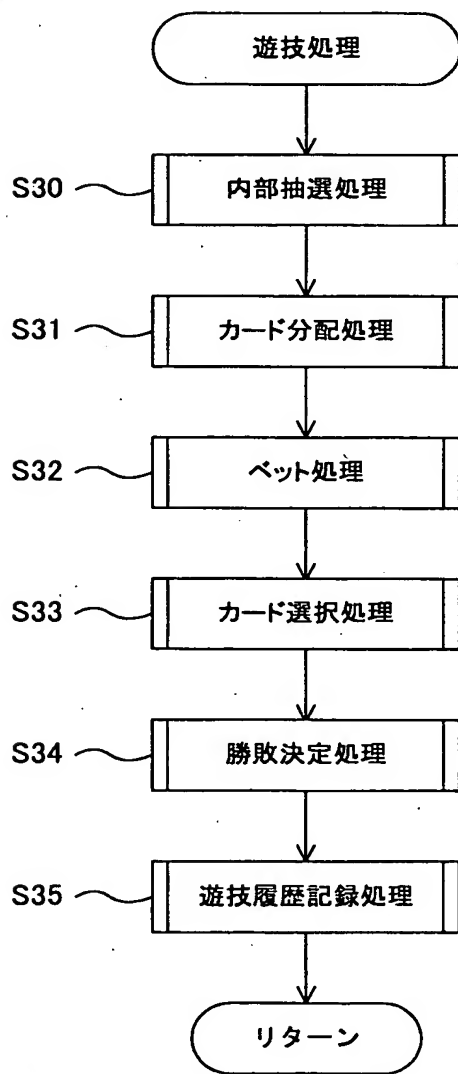 遊技処理
S30 内部抽選処理
S31 カード分配処理
S32 ベット処理
S33 カード選択処理
S34 勝敗決定処理
S35 遊技履歴記録処理
リターン